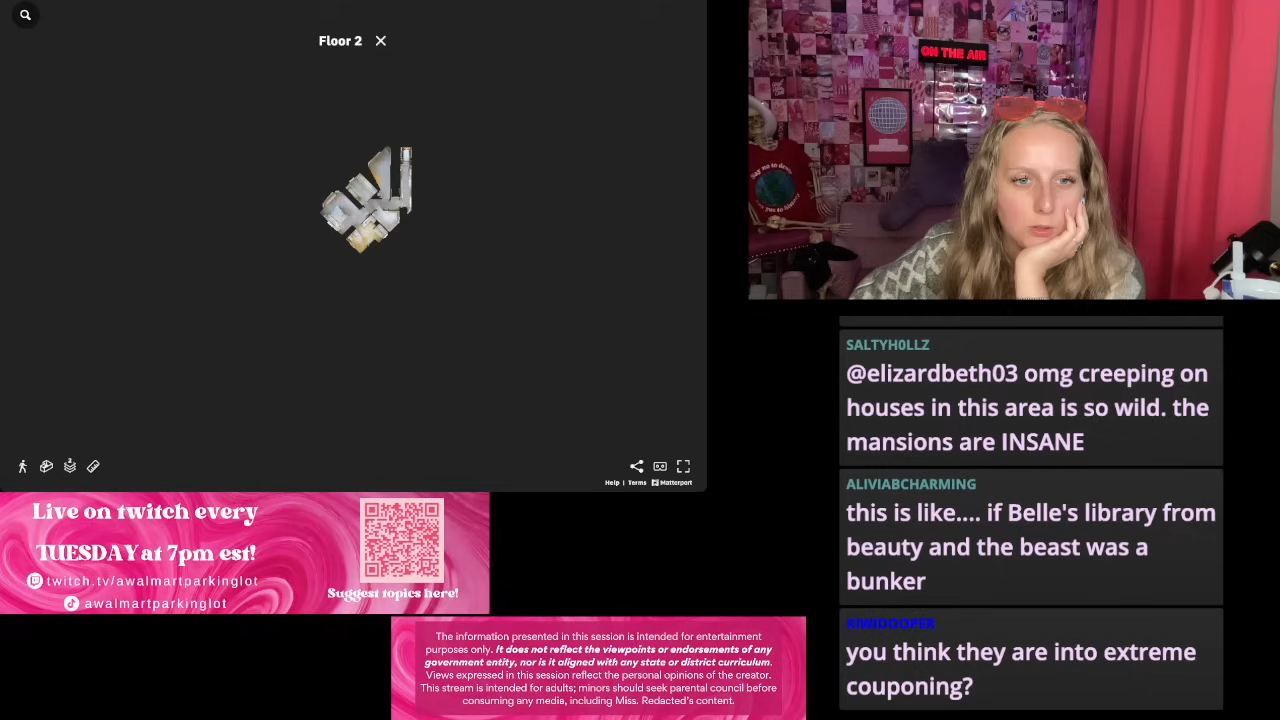 Floor 2
ON THE AIR
2
Help | Terms Matterport
SALTYH0LLZ
@elizardbeth03 omg creeping on
houses in this area is so wild. the
mansions are INSANE
ALIVIABCHARMING
this is like.... if Belle's library from
beauty and the beast was a
bunker
you think they are into extreme
couponing?
Live on twitch every
TUESDAY at 7pm est!
twitch.tv/awalmartparkinglot
awalmartparkinglot
Suggest topics here!
The information presented in this session is intended for entertainment
purposes only. It does not reflect the viewpoints or endorsements of any
government entity, nor is it aligned with any state or district curriculum.
Views expressed in this session reflect the personal opinions of the creator.
This stream is intended for adults; minors should seek parental council before
consuming any media, including Miss. Redacted's content.